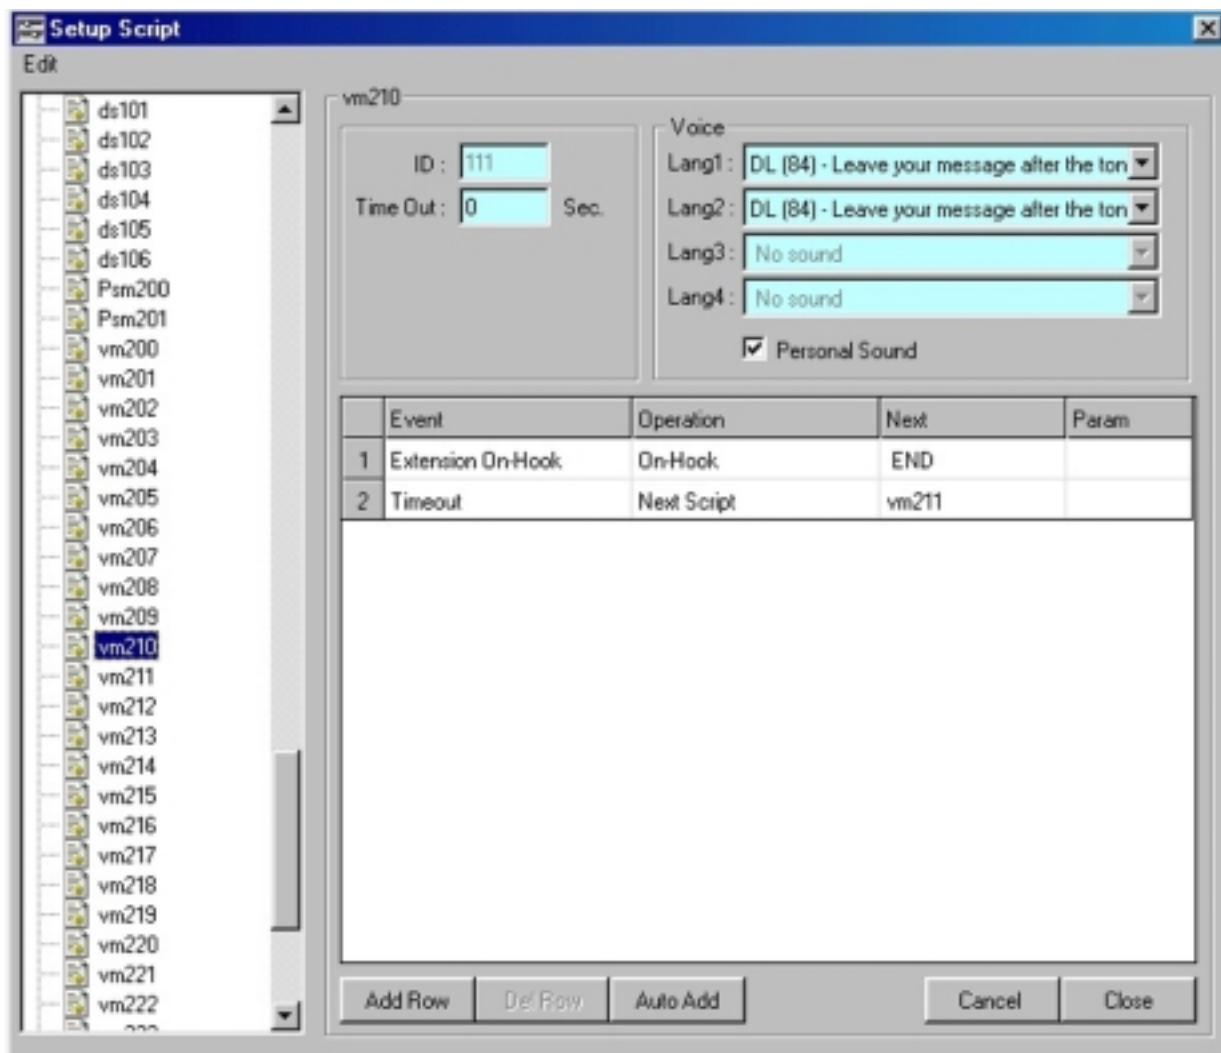 Setup Script
Edit
ds101
ds102
ds103
ds104
ds105
ds106
Psm200
Psm201
vm200
vm201
vm202
vm203
vm204
vm205
vm206
vm207
vm208
vm209
vm210
vm211
vm212
vm213
vm214
vm215
vm216
vm217
vm218
vm219
vm220
vm221
vm222
vm210
ID : 111
Time Out : 0 Sec.
Voice
Lang1 : DL (84) - Leave your message after the ton
Lang2 : DL (84) - Leave your message after the ton
Lang3 : No sound
Lang4 : No sound
Personal Sound
Event Operation Next Param
1 Extension On-Hook On-Hook END
2 Timeout Next Script vm211
Add Row Del Row Auto Add Cancel Close